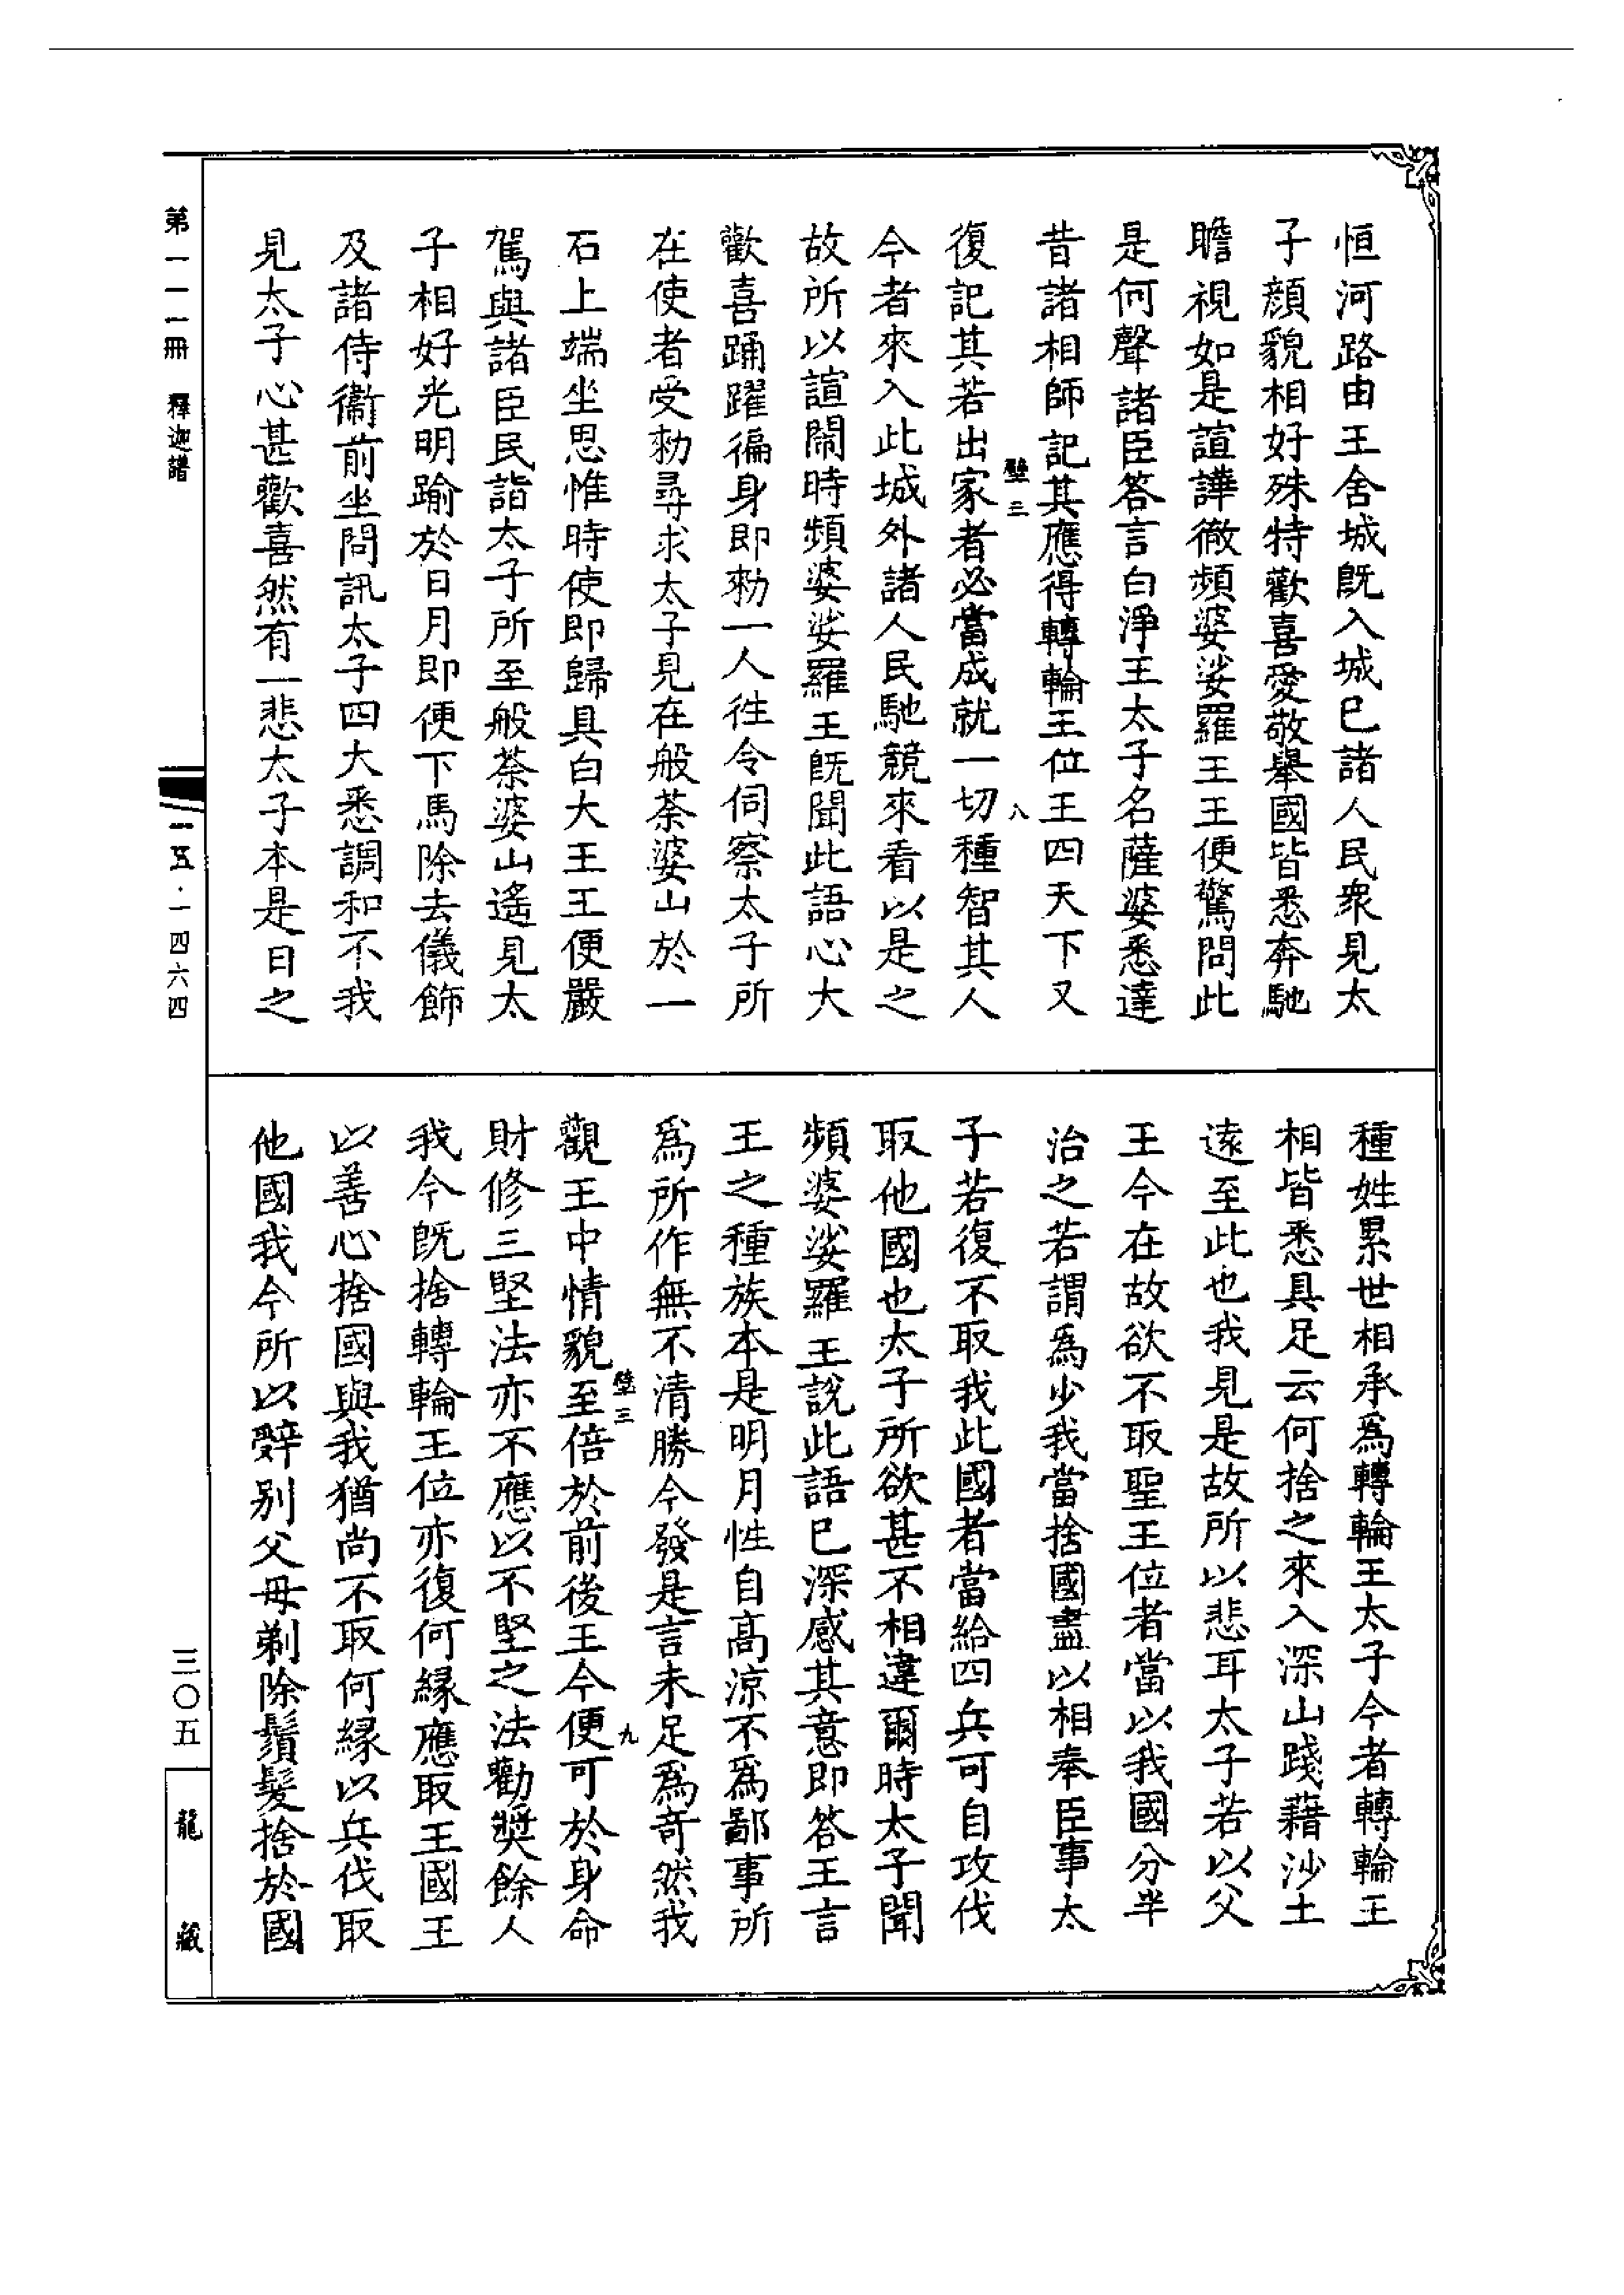 恒河路由王舍城既入城已諸人民衆見太
子顏貌相好殊特歡喜愛敬舉國皆悉奔馳
瞻視如是諠譁徹頻婆娑羅王王便驚問此
是何聲諸臣答言白淨王太子名薩婆悉達
昔諸相師記其應得轉輪王位王四天下又
壁三 八
復記其若出家者必當成就一切種智其人
今者來入此城外諸人民馳競來看以是之
故所以諠鬧時頻婆娑羅王既聞此語心大
歡喜踊躍徧身即勑一人往令伺察太子所
在使者受勑尋求太子見在般荼婆山於一
石上端坐思惟時使即歸具白大王王便嚴
駕與諸臣民詣太子所至般荼婆山遙見太
子相好光明踰於日月即便下馬除去儀飾
及諸侍衞前坐問訊太子四大悉調和不我
見太子心甚歡喜然有一悲太子本是日之
種姓累世相承爲轉輪王太子今者轉輪王
相皆悉具足云何捨之來入深山踐藉沙土
遠至此也我見是故所以悲耳太子若以父
王今在故欲不取聖王位者當以我國分半
治之若謂爲少我當捨國盡以相奉臣事太
子若復不取我此國者當給四兵可自攻伐
取他國也太子所欲甚不相違爾時太子聞
頻婆娑羅王說此語已深感其意即答王言
王之種族本是明月性自高涼不爲鄙事所
爲所作無不清勝今發是言未足爲奇然我
壁三 九
觀王中情貌至倍於前後王今便可於身命
財修三堅法亦不應以不堅之法勸獎餘人
我今既捨轉輪王位亦復何緣應取王國王
以善心捨國與我猶尚不取何緣以兵伐取
他國我今所以辭別父母剃除鬚髮捨於國
第一一一冊 釋迦譜
一五·一四六四
三〇五
龍藏